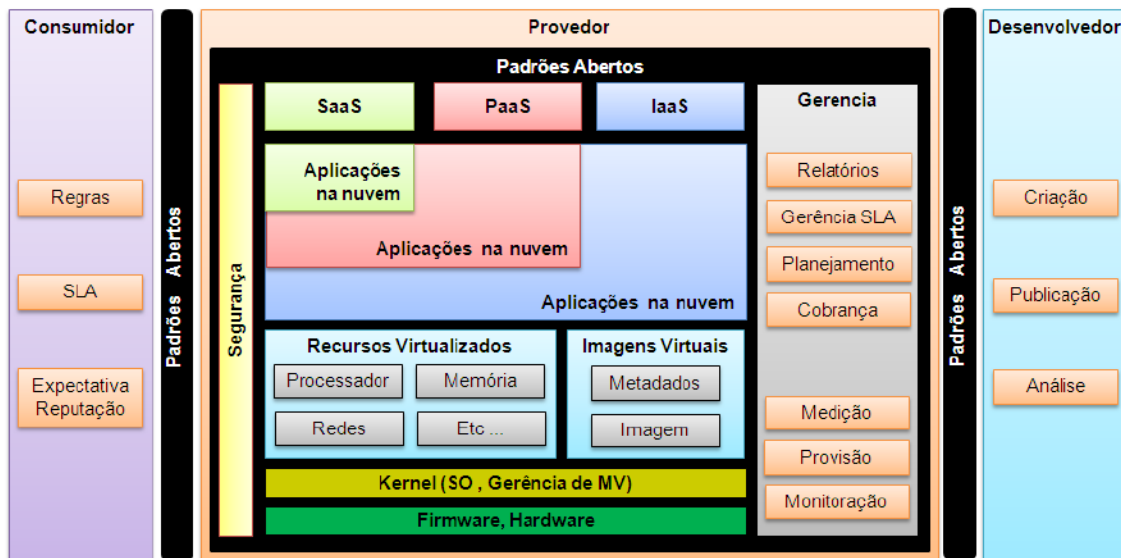 Consumidor
Regras
SLA
Expectativa
Reputação
Padrões Abertos
Provedor
Padrões Abertos
Segurança
SaaS
PaaS
IaaS
Aplicações
na nuvem
Aplicações na nuvem
Aplicações na nuvem
Recursos Virtualizados
Processador
Memória
Redes
Etc ...
Imagens Virtuais
Metadados
Imagem
Kernel (SO , Gerência de MV)
Firmware, Hardware
Gerencia
Relatórios
Gerência SLA
Planejamento
Cobrança
Medição
Provisão
Monitoração
Padrões Abertos
Desenvolvedor
Criação
Publicação
Análise